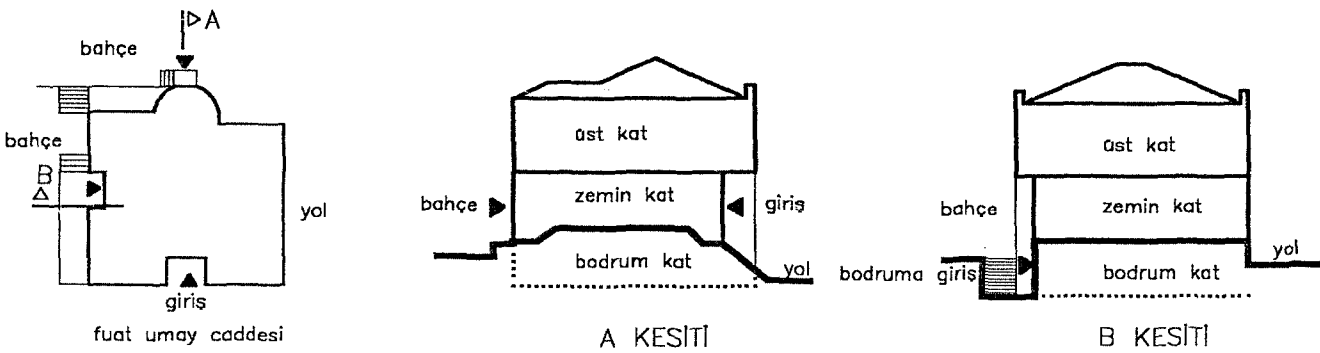 A
bahçe
bahçe
B
yol
giriş
fuat umay caddesi
üst kat
zemin kat
bahçe
giriş
bodrum kat
yol
A KESİTİ
üst kat
bahçe
zemin kat
yol
bodruma giriş
bodrum kat
B KESİTİ